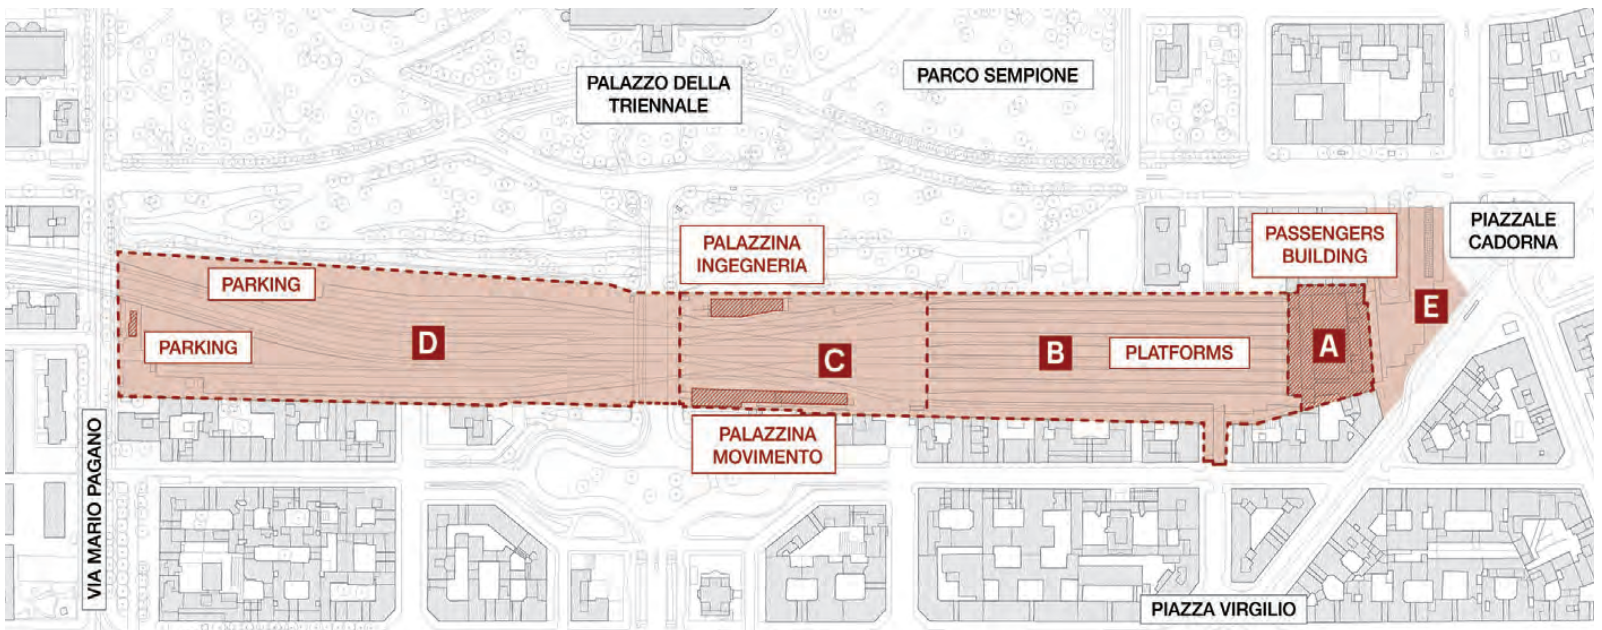 PALAZZO DELLA
TRIENNALE
PARCO SEMPIONE
PIAZZALE
CADORNA
PASSENGERS
BUILDING
PALAZZINA
INGEGNERIA
PARKING
E
D
PARKING
C
B
PLATFORMS
A
PALAZZINA
MOVIMENTO
VIA MARIO PAGANO
PIAZZA VIRGILIO